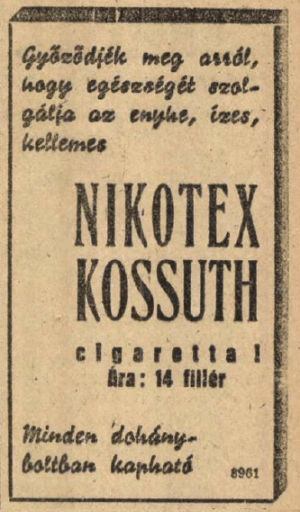 Győződjék meg arról,
hogy egészségét szol-
gálja az enyhe, ízes,
kellemes
NIKOTEX
KOSSUTH
cigaretta!
Ára: 14 fillér
Minden dohány-
boltban kapható
8961